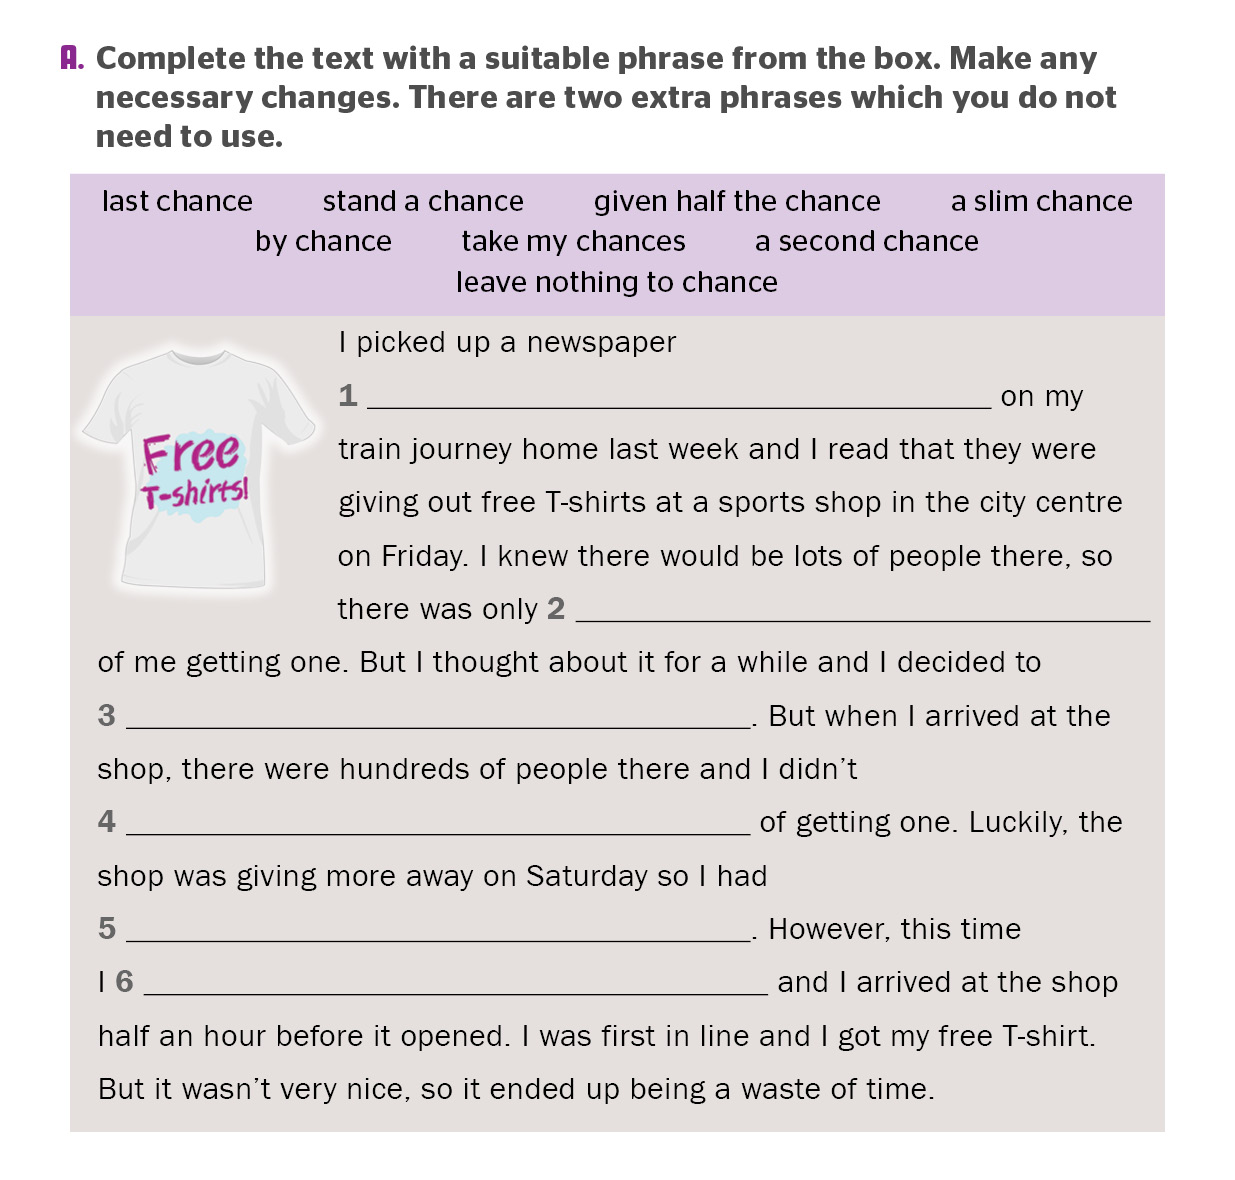 A. Complete the text with a suitable phrase from the box. Make any
necessary changes. There are two extra phrases which you do not
need to use.
last chance stand a chance given half the chance a slim chance
by chance take my chances a second chance
leave nothing to chance
Free
T-shirts!
I picked up a newspaper
1 ________________ on my
train journey home last week and I read that they were
giving out free T-shirts at a sports shop in the city centre
on Friday. I knew there would be lots of people there, so
there was only 2 ________________
of me getting one. But I thought about it for a while and I decided to
3 ________________. But when I arrived at the
shop, there were hundreds of people there and I didn’t
4 ________________ of getting one. Luckily, the
shop was giving more away on Saturday so I had
5 ________________. However, this time
I 6 ________________ and I arrived at the shop
half an hour before it opened. I was first in line and I got my free T-shirt.
But it wasn’t very nice, so it ended up being a waste of time.